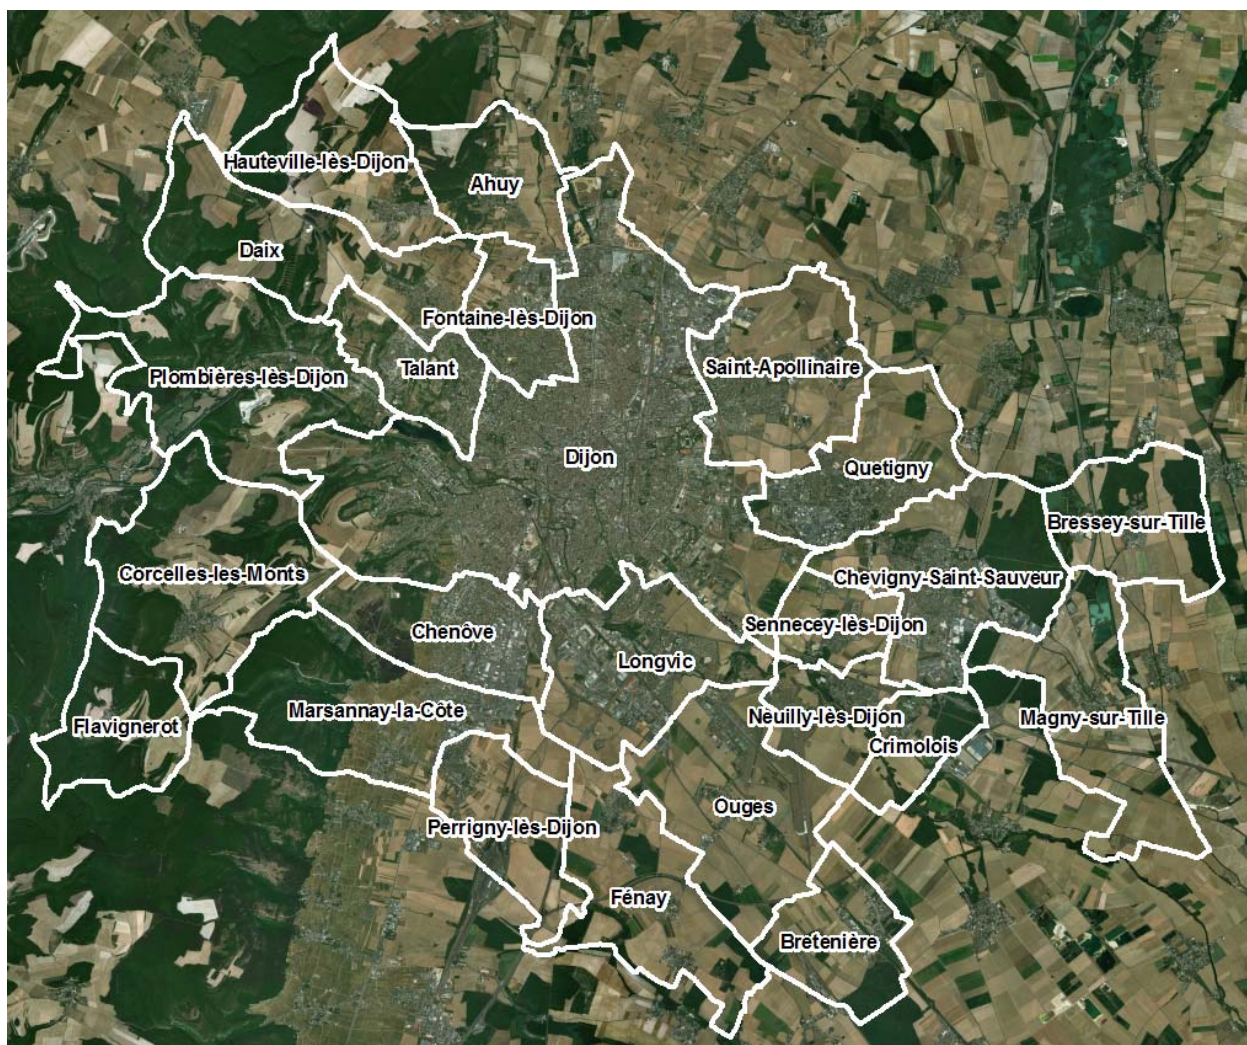 Hauteville-lès-Dijon
Ahuy
Daix
Fontaine-lès-Dijon
Talant
Saint-Apollinaire
Plombières-lès-Dijon
Dijon
Quetigny
Bressey-sur-Tille
Corcelles-les-Monts
Chevigny-Saint-Sauveur
Sennecey-lès-Dijon
Chenôve
Longvic
Marsannay-la-Côte
Neuilly-lès-Dijon
Magny-sur-Tille
Flavignerot
Crimolois
Ouges
Perrigny-lès-Dijon
Fénay
Bretenière